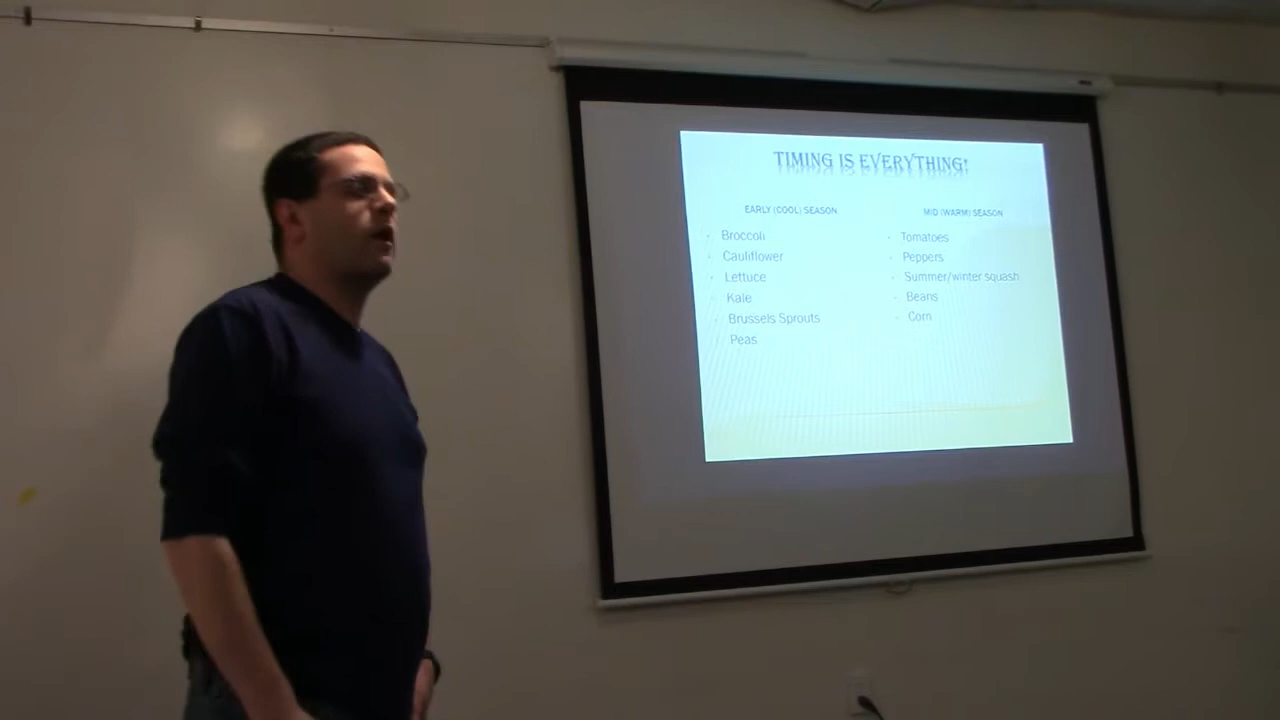 TIMING IS EVERYTHING!
EARLY (COOL) SEASON
Broccoli
Cauliflower
Lettuce
Kale
Brussels Sprouts
Peas
MID (WARM) SEASON
Tomatoes
Peppers
Summer/winter squash
Beans
Corn